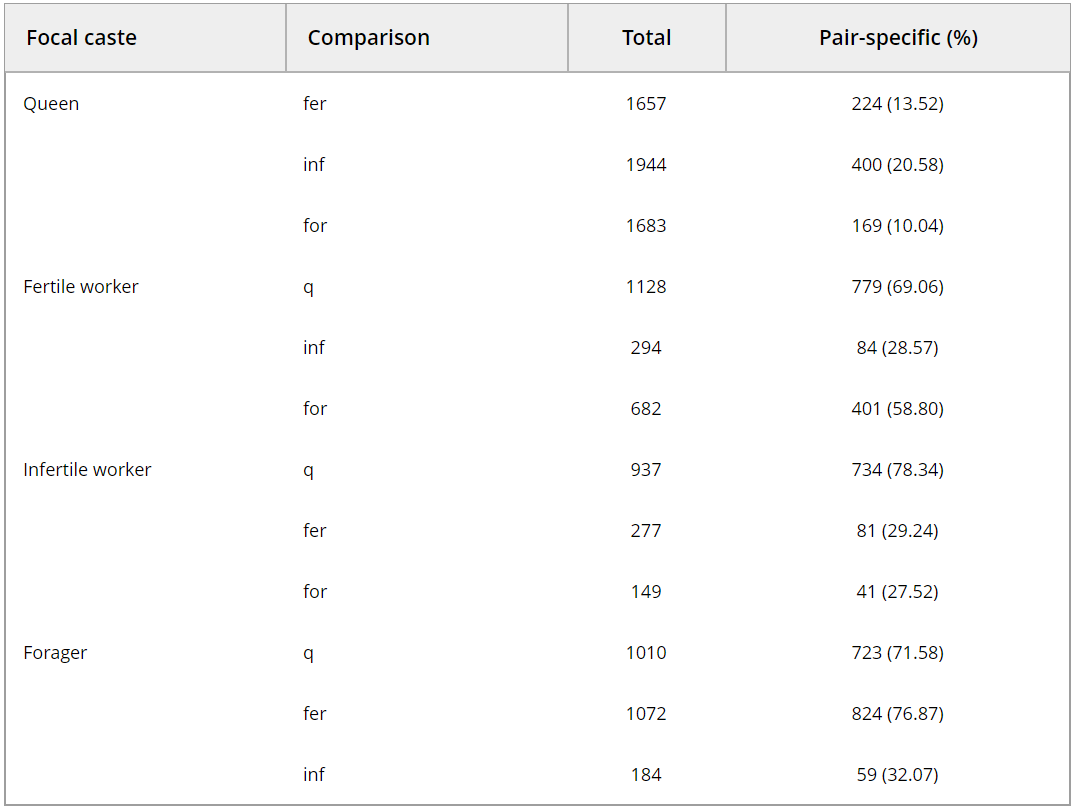 Focal caste Comparison Total Pair-specific (%)
Queen fer 1657 224 (13.52)
inf 1944 400 (20.58)
for 1683 169 (10.04)
Fertile worker q 1128 779 (69.06)
inf 294 84 (28.57)
for 682 401 (58.80)
Infertile worker q 937 734 (78.34)
fer 277 81 (29.24)
for 149 41 (27.52)
Forager q 1010 723 (71.58)
fer 1072 824 (76.87)
inf 184 59 (32.07)